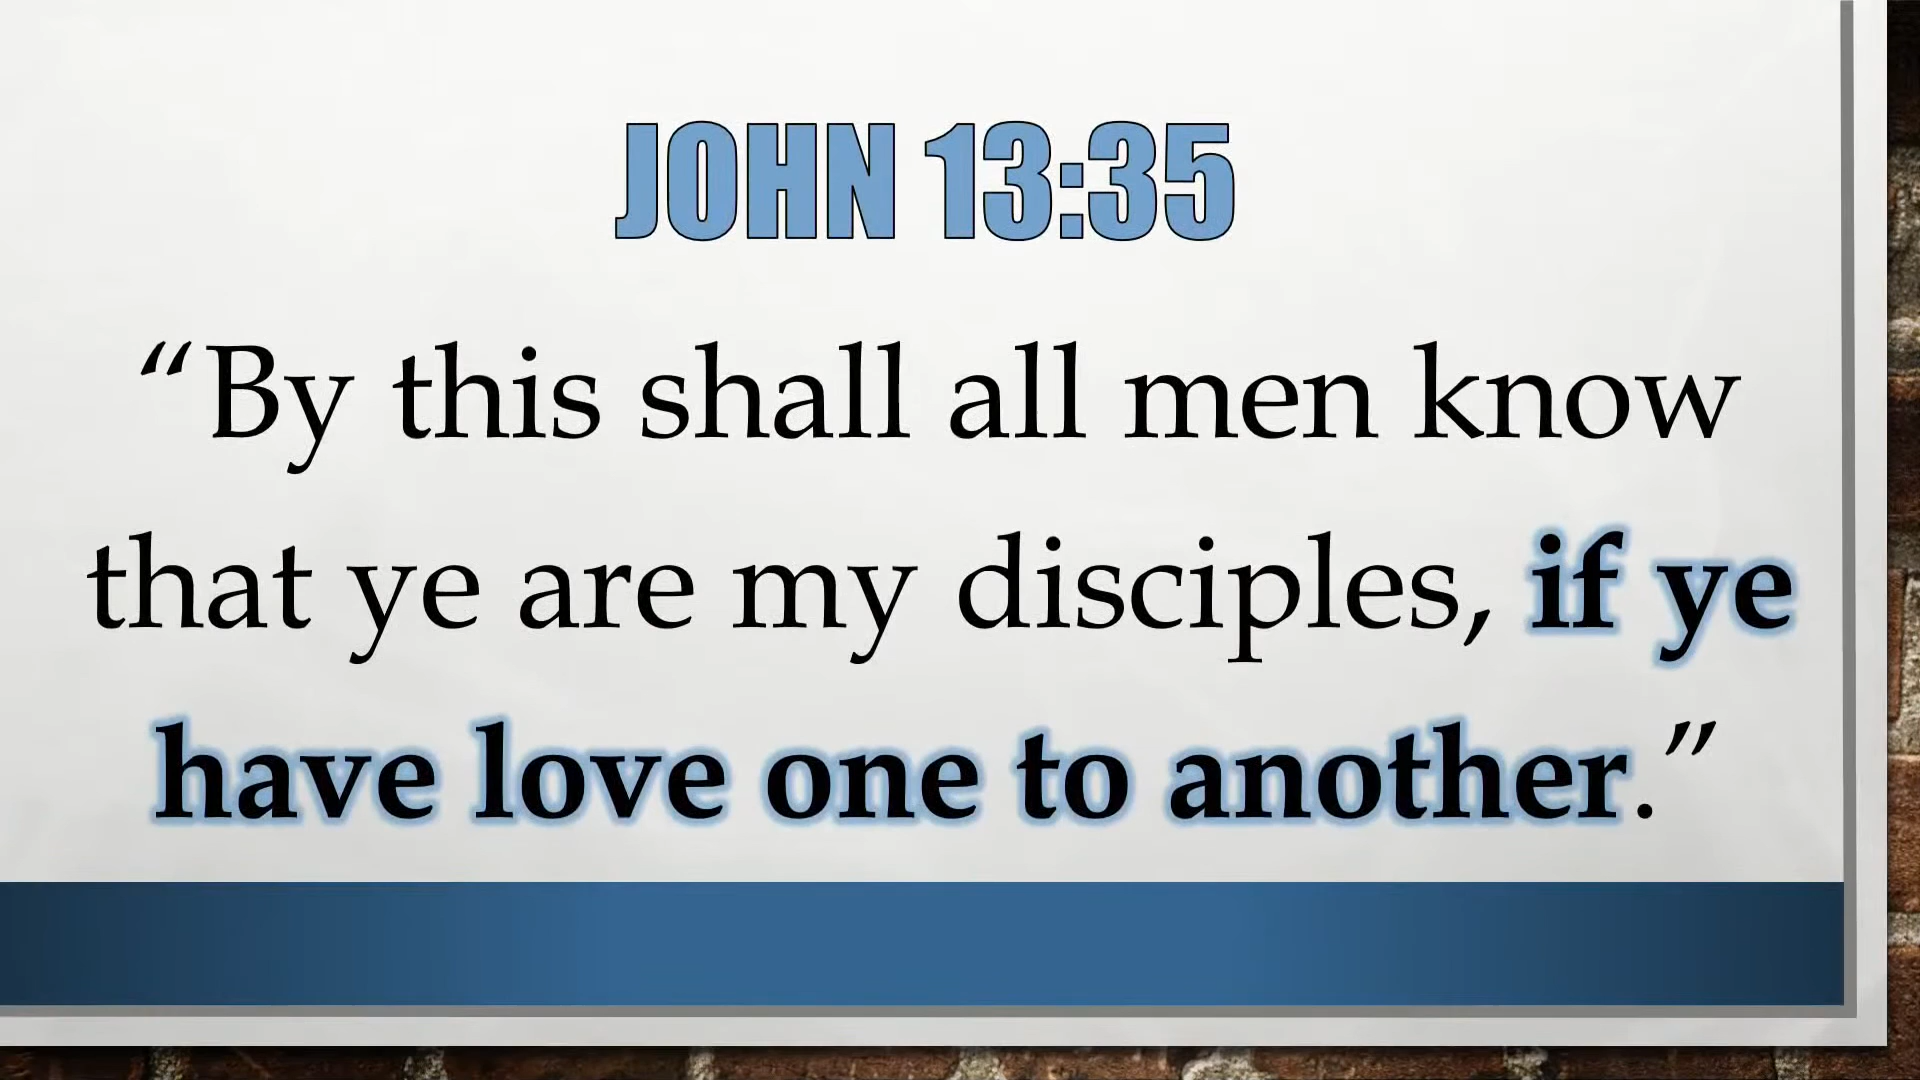 JOHN 13:35
“By this shall all men know
that ye are my disciples, if ye
have love one to another.”